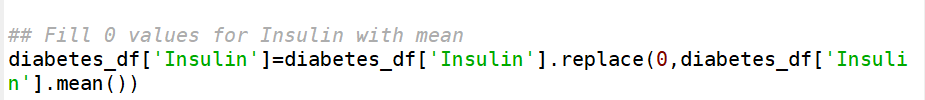 ## Fill 0 values for Insulin with mean
diabetes_df['Insulin']=diabetes_df['Insulin'].replace(0,diabetes_df['Insuli
n'].mean())